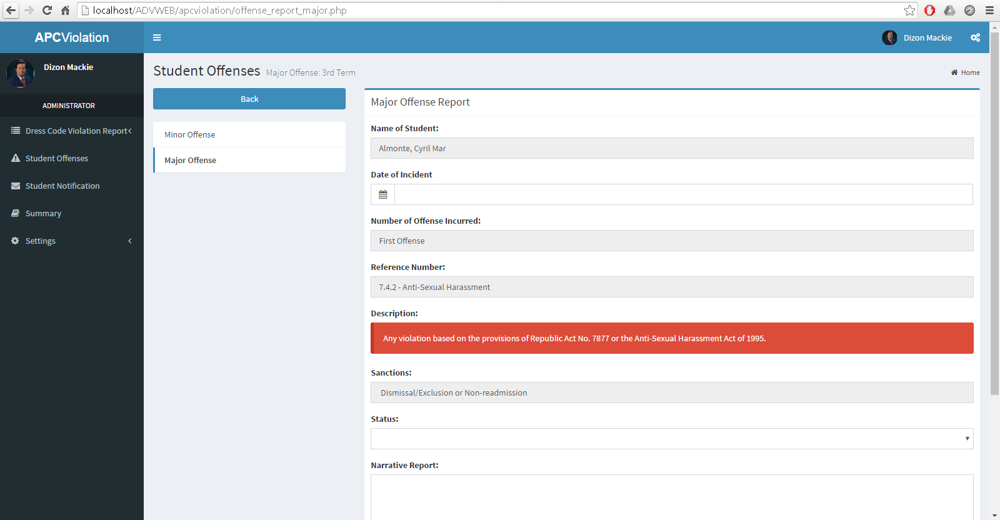 localhost/ADVWEB/apcviolation/offense_report_major.php
APCViolation
Dizon Mackie
Dizon Mackie
ADMINISTRATOR
Dress Code Violation Report
Student Offenses
Student Notification
Summary
Settings
Student Offenses Major Offense: 3rd Term
Home
Back
Minor Offense
Major Offense
Major Offense Report
Name of Student:
Almonte, Cyril Mar
Date of Incident
Number of Offense Incurred:
First Offense
Reference Number:
7.4.2 - Anti-Sexual Harassment
Description:
Any violation based on the provisions of Republic Act No. 7877 or the Anti-Sexual Harassment Act of 1995.
Sanctions:
Dismissal/Exclusion or Non-readmission
Status:
Narrative Report: